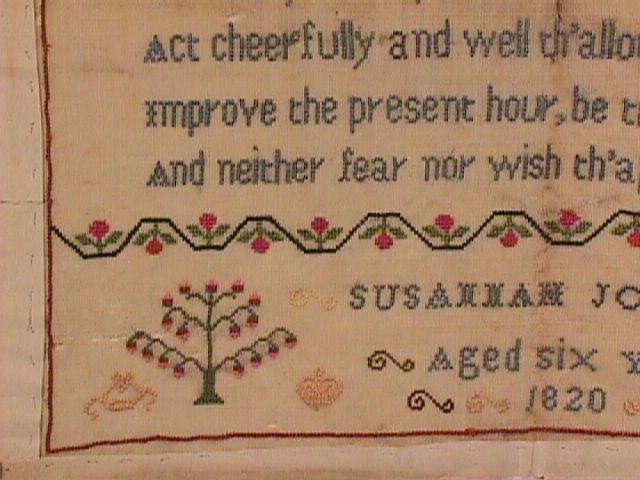 Act cheerfully and well th'allo
Improve the present hour, be t
And neither fear nor wish th'a
SUSANNAH JO
Aged six
1820